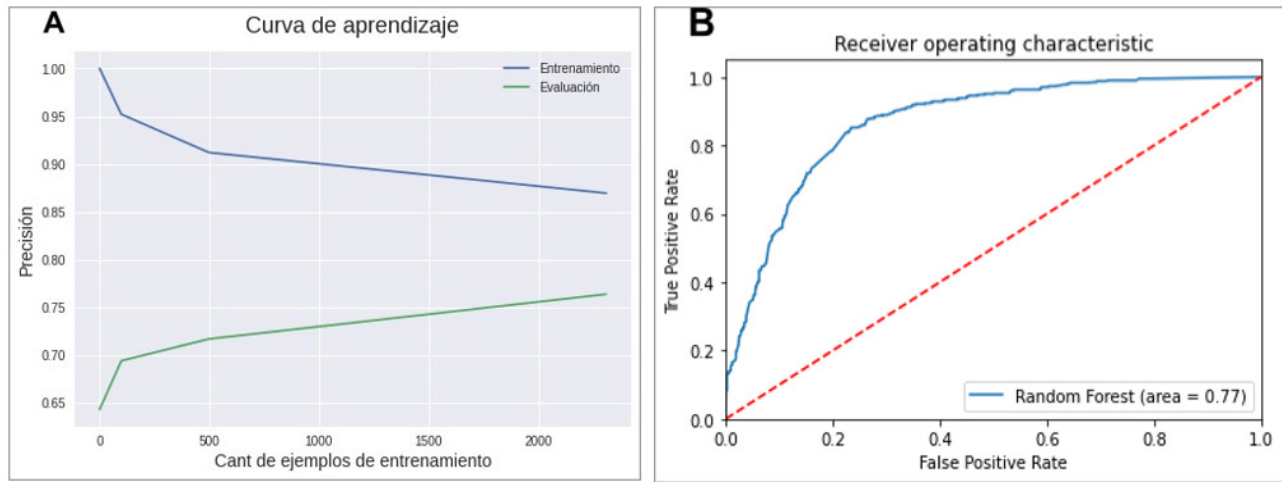 A
Curva de aprendizaje
Entrenamiento
Evaluación
1.00
0.95
0.90
0.85
0.80
0.75
0.70
0.65
Precisión
0
500
1000
1500
2000
Cant de ejemplos de entrenamiento
B
Receiver operating characteristic
1.0
0.8
0.6
0.4
0.2
0.0
True Positive Rate
Random Forest (area = 0.77)
0.0
0.2
0.4
0.6
0.8
1.0
False Positive Rate